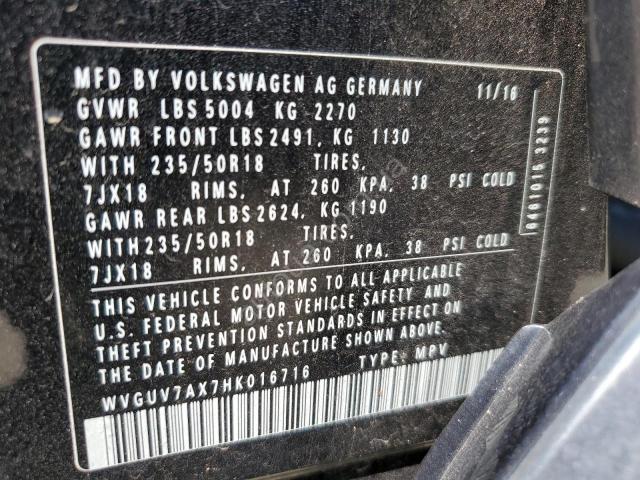 MFD BY VOLKSWAGEN AG GERMANY 11/16
GVWR LBS 5004 KG 2270
GAWR FRONT LBS 2491, KG 1130
WITH 235/50R18 TIRES,
7JX18 RIMS, AT 260 KPA, 38 PSI COLD
GAWR REAR LBS 2624, KG 1190
WITH 235/50R18 TIRES,
7JX18 RIMS, AT 260 KPA, 38 PSI COLD
THIS VEHICLE CONFORMS TO ALL APPLICABLE
U.S. FEDERAL MOTOR VEHICLE SAFETY AND
THEFT PREVENTION STANDARDS IN EFFECT ON
THE DATE OF MANUFACTURE SHOWN ABOVE.
WVGUV7AX7HK016716 TYPE: MPV